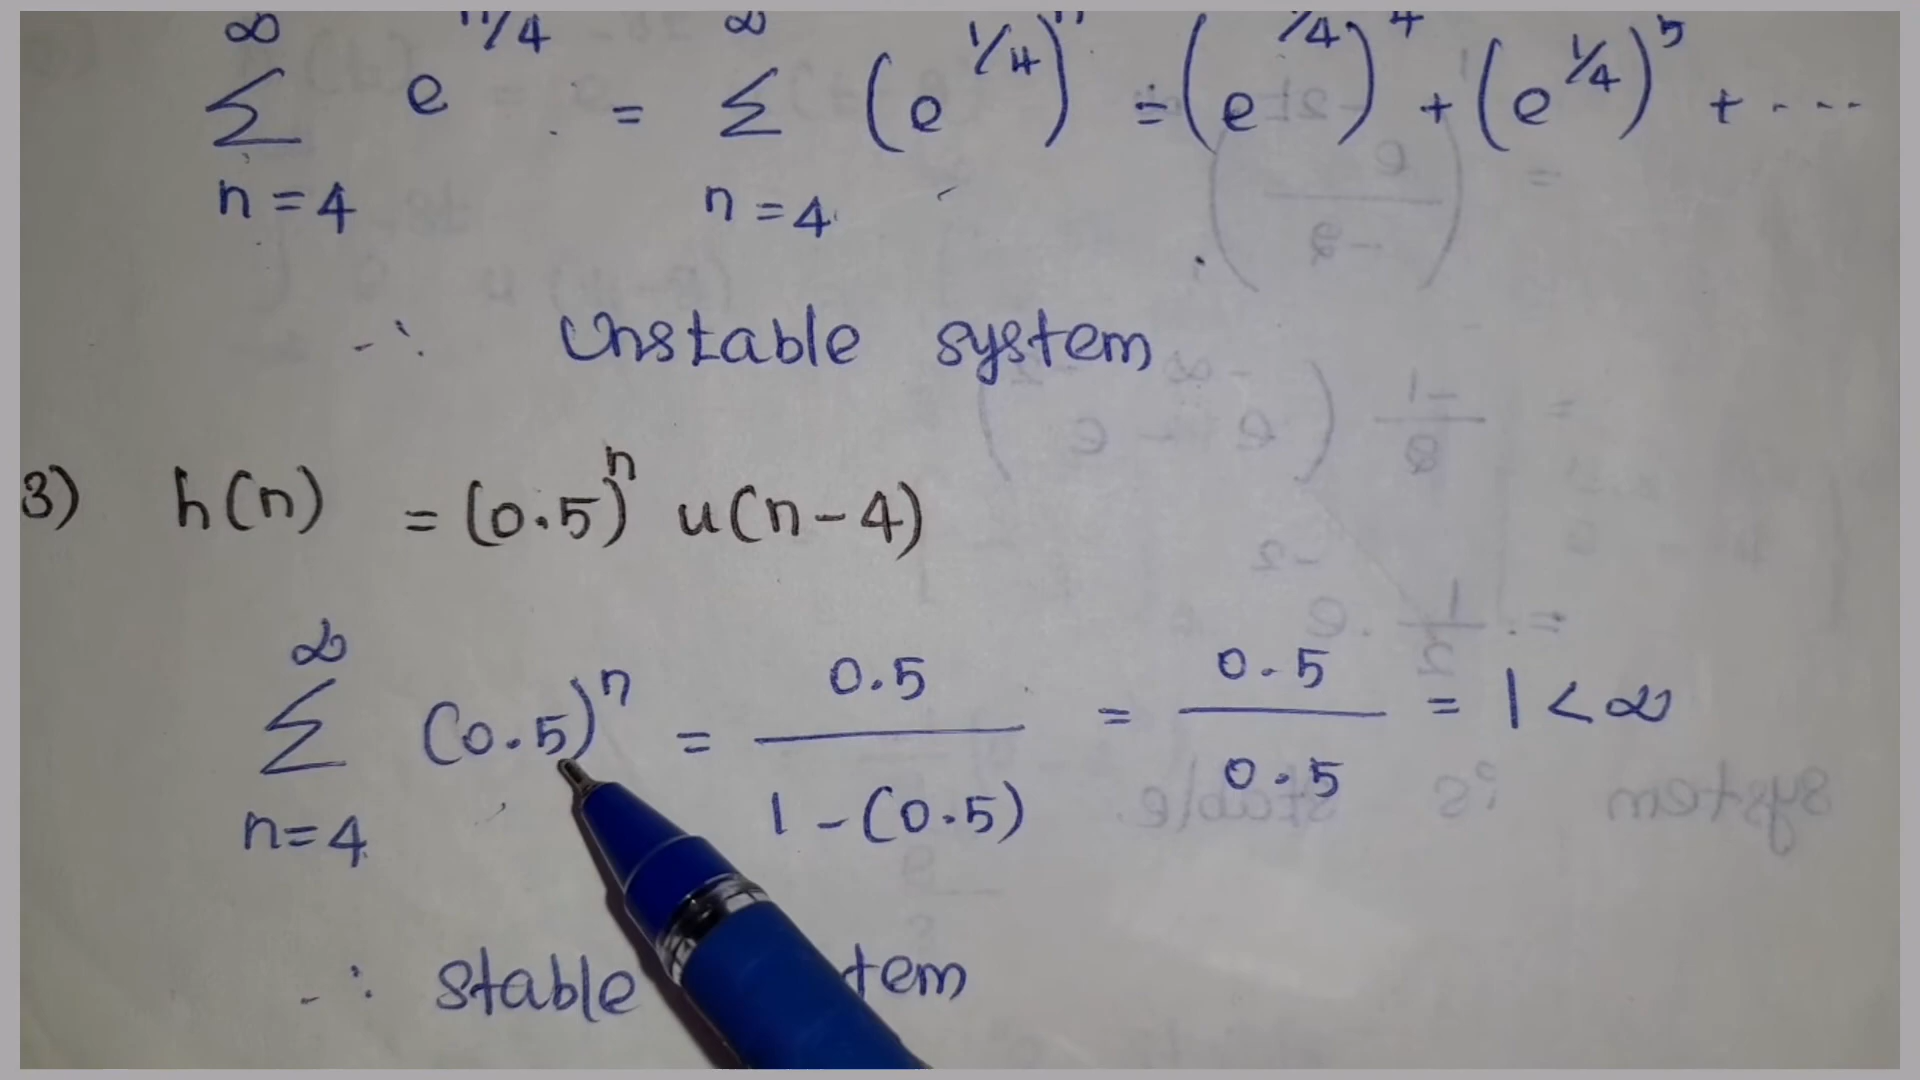 ∞ ∑ n=4 e^(n/4) = ∞ ∑ n=4 (e^(1/4))^n = (e^(1/4))^4 + (e^(1/4))^5 + ....
∴ Unstable system
3) h(n) = (0.5)^n u(n-4)
∞ ∑ n=4 (0.5)^n = 0.5 / 1-(0.5) = 0.5 / 0.5 = 1 < ∞
∴ stable tem